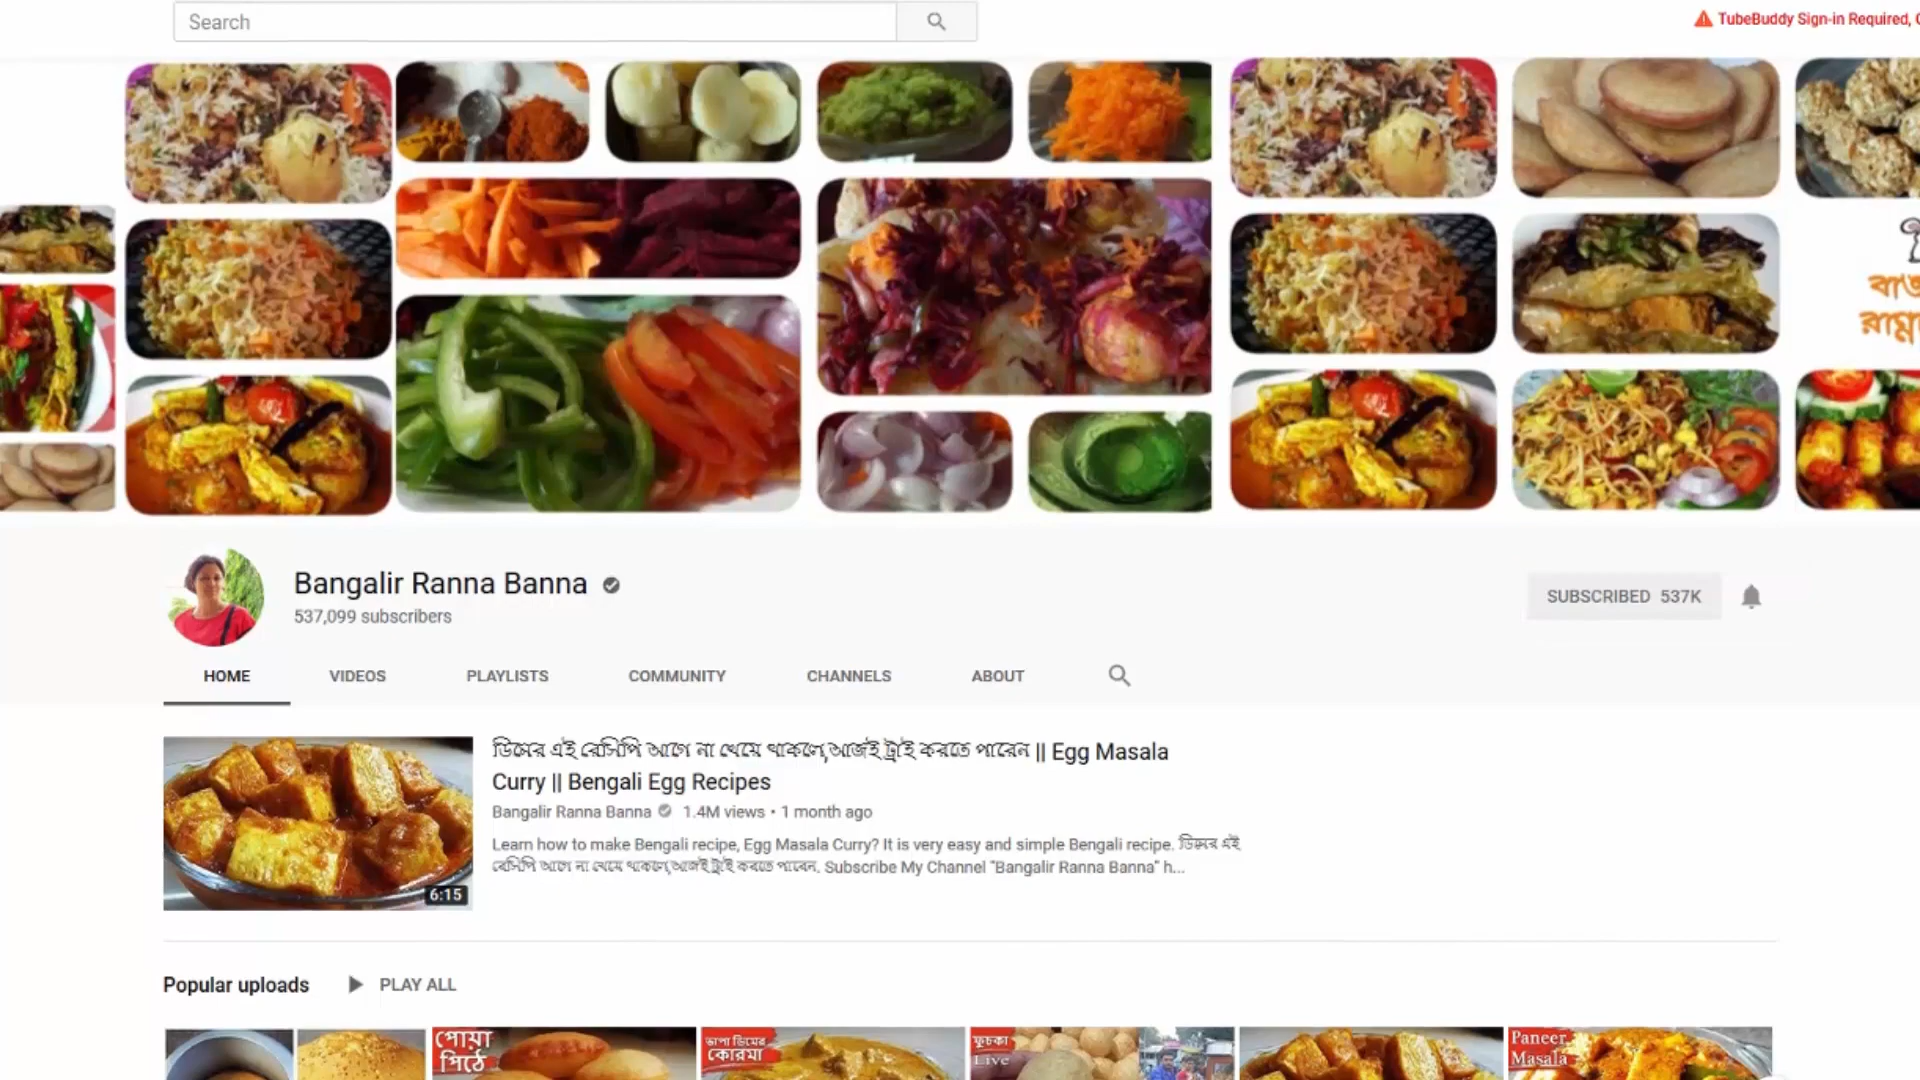 Search
TubeBuddy Sign-in Required,
Bangalir Ranna Banna
537,099 subscribers
SUBSCRIBED 537K
HOME VIDEOS PLAYLISTS COMMUNITY CHANNELS ABOUT
ডিমের এই রেসিপি আগে না খেয়ে থাকলে,আজই ট্রাই করতে পারেন || Egg Masala
Curry || Bengali Egg Recipes
Bangalir Ranna Banna 1.4M views • 1 month ago
Learn how to make Bengali recipe, Egg Masala Curry? It is very easy and simple Bengali recipe. ডিমের এই
রেসিপি আগে না খেয়ে থাকলে,আজই ট্রাই করতে পারেন. Subscribe My Channel "Bangalir Ranna Banna" h...
6:15
Popular uploads PLAY ALL
পোয়া
পিঠে
ভাপা ডিমের
কোরমা
ফুচকা
Live
Paneer
Masala